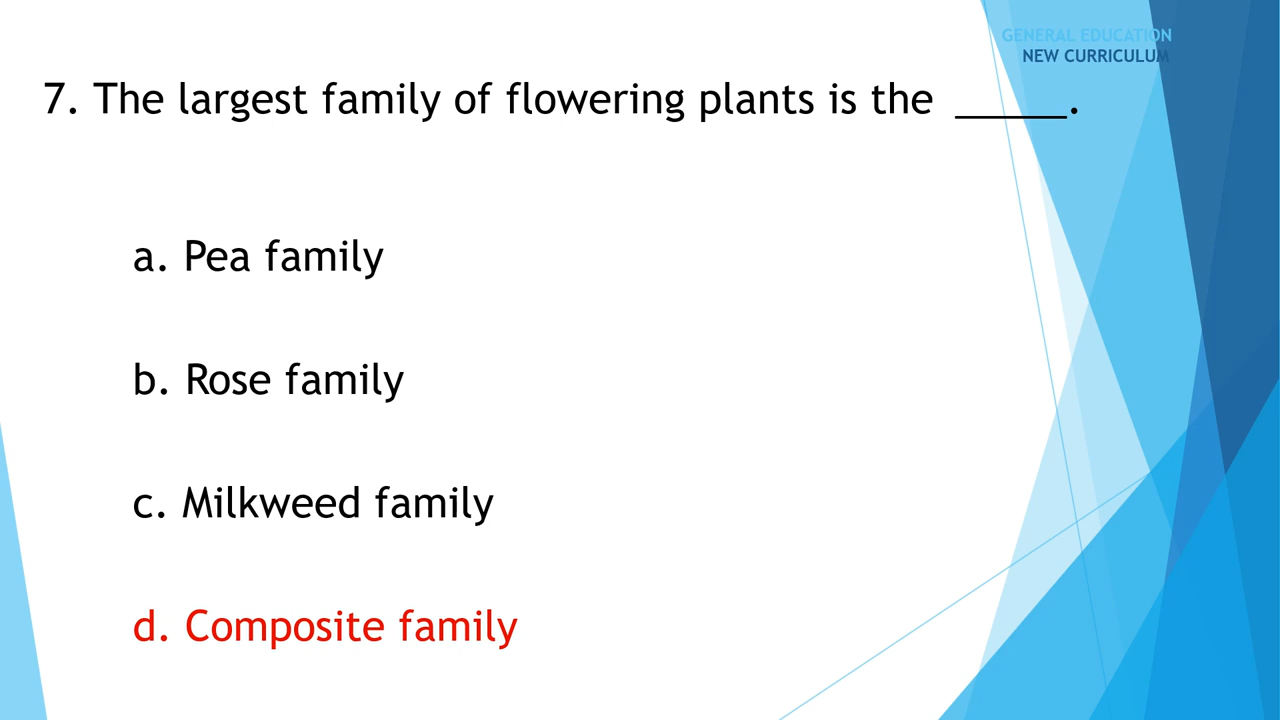 GENERAL EDUCATION
NEW CURRICULUM
7. The largest family of flowering plants is the _____.
a. Pea family
b. Rose family
c. Milkweed family
d. Composite family